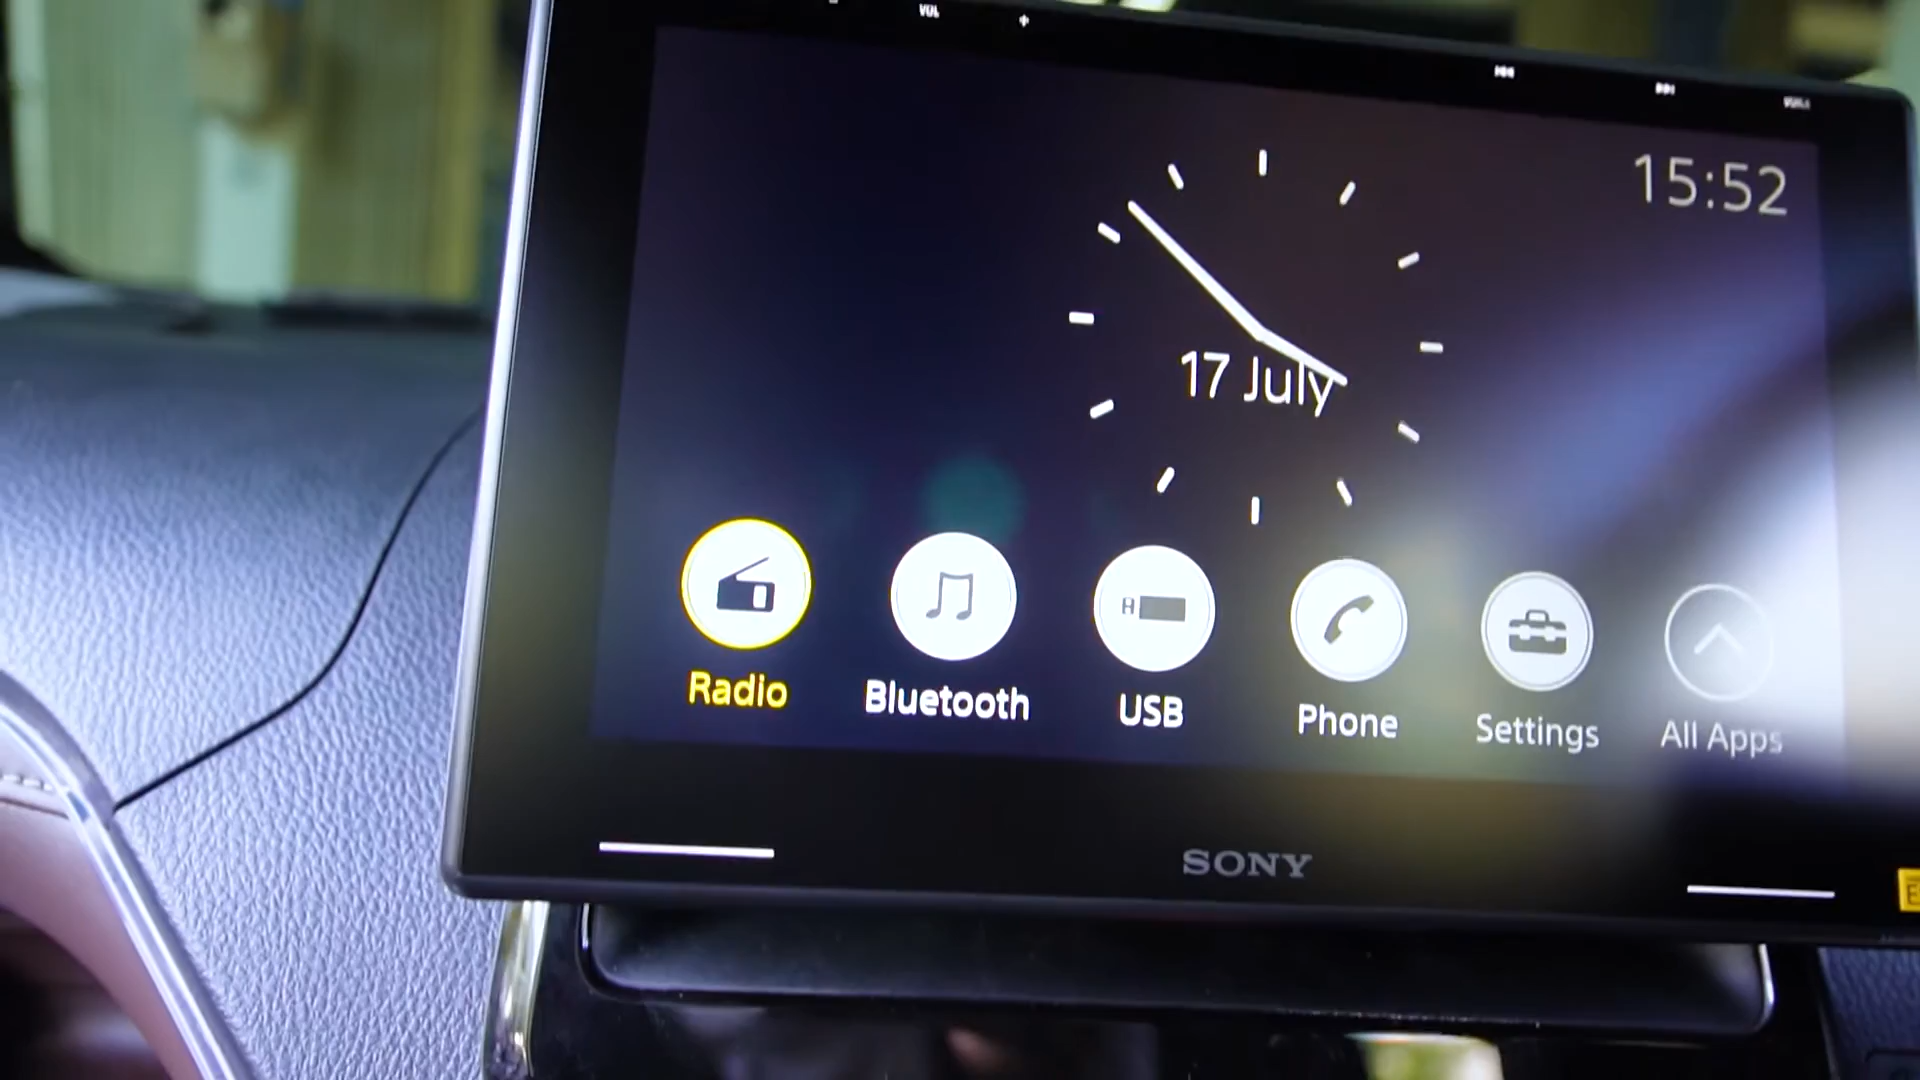 VOL
15:52
17 July
Radio
Bluetooth
USB
Phone
Settings
All Apps
SONY